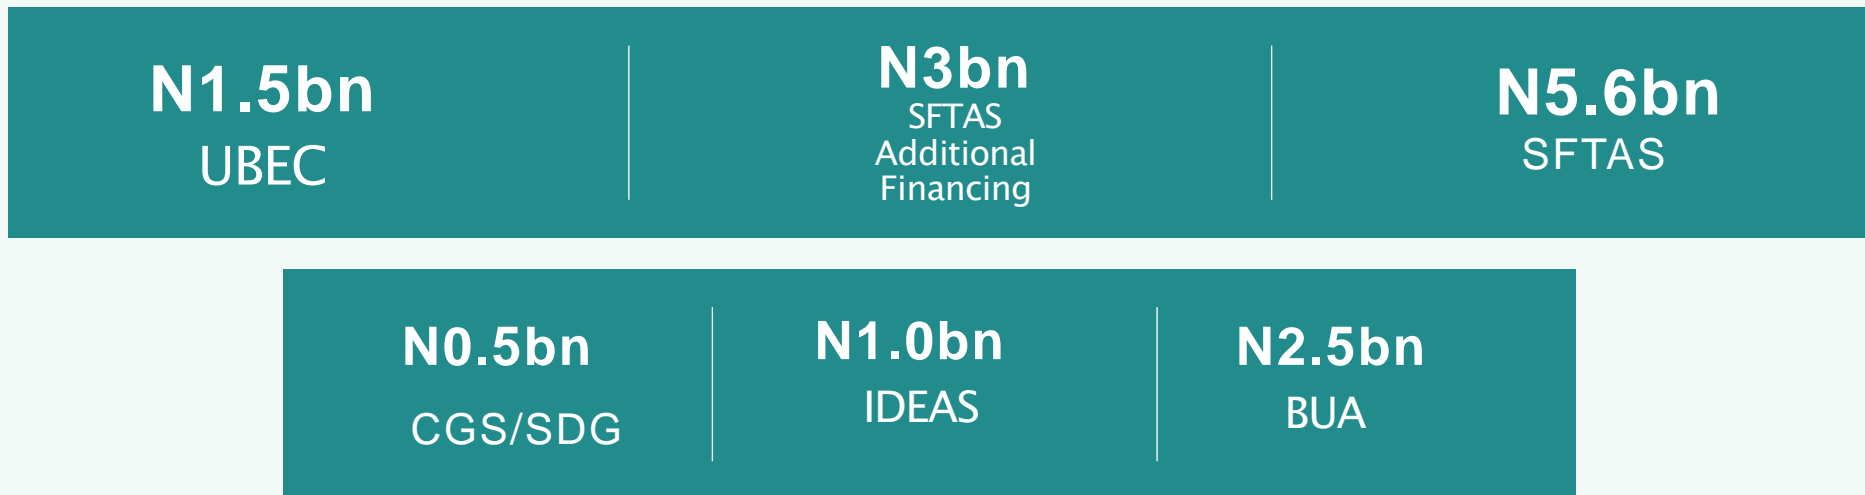 N1.5bn
UBEC
N3bn
SFTAS
Additional
Financing
N5.6bn
SFTAS
N0.5bn
CGS/SDG
N1.0bn
IDEAS
N2.5bn
BUA